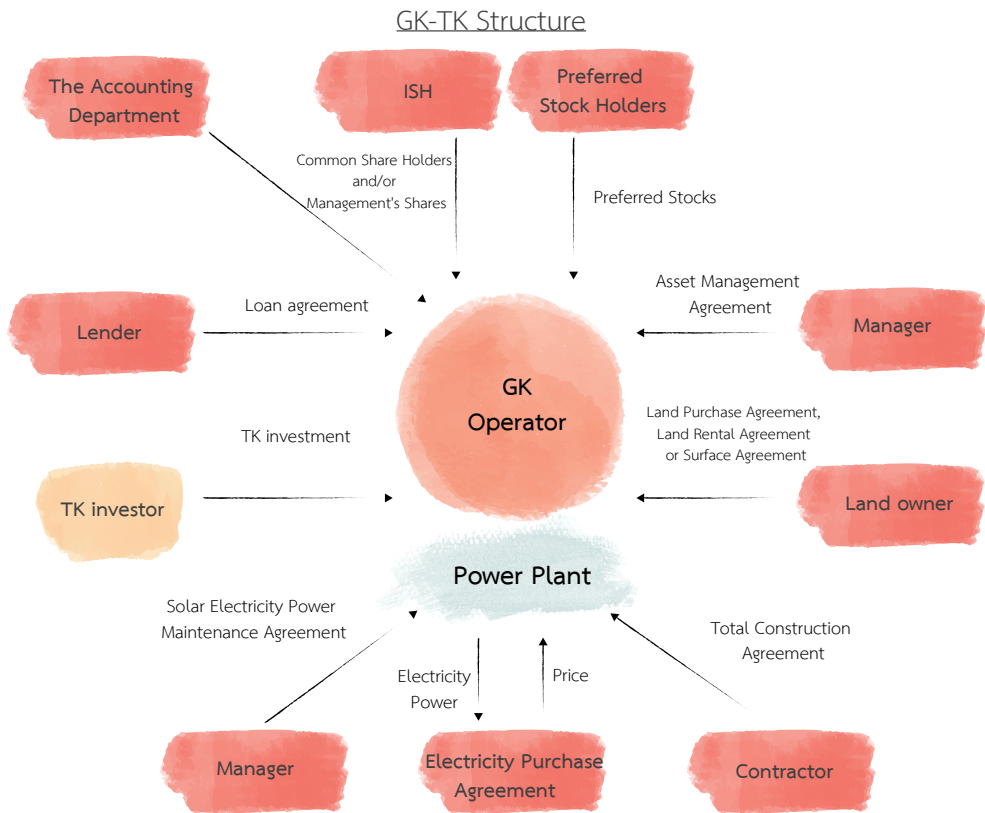 GK-TK Structure
The Accounting
Department
ISH
Preferred
Stock Holders
Common Share Holders
and/or
Management's Shares
Preferred Stocks
Lender
Loan agreement
Asset Management
Agreement
Manager
GK
Operator
TK investment
TK investor
Land Purchase Agreement,
Land Rental Agreement
or Surface Agreement
Land owner
Power Plant
Solar Electricity Power
Maintenance Agreement
Electricity
Power
Price
Total Construction
Agreement
Manager
Electricity Purchase
Agreement
Contractor